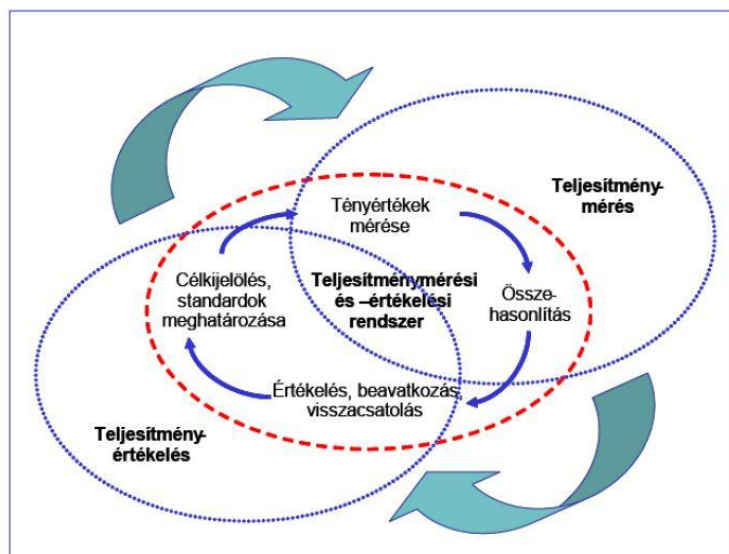 Teljesítmény-
mérés
Tényértékek
mérése
Célkijelölés,
standardok
meghatározása
Teljesítménymérési
és –értékelési
rendszer
Össze-
hasonlítás
Értékelés, beavatkozás,
visszacsatolás
Teljesítmény-
értékelés